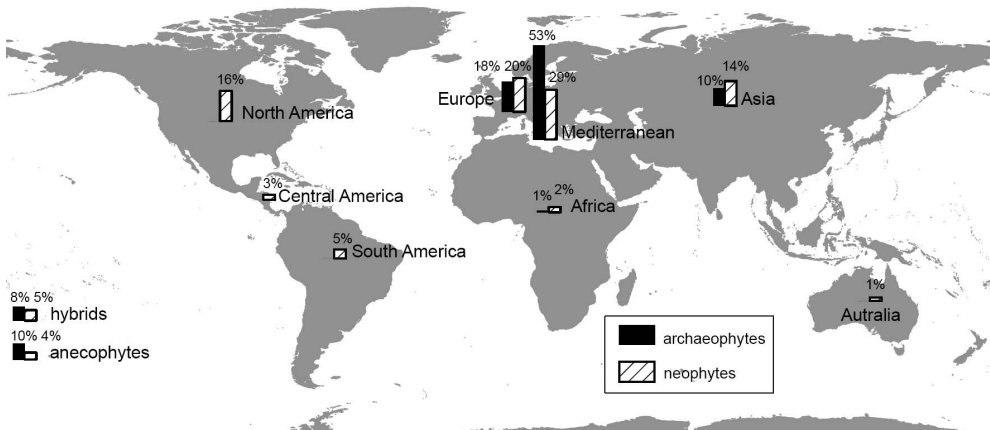 53%
18% 20%
29%
14%
10%
16%
Europe
Asia
North America
Mediterranean
3%
Central America
1% 2%
Africa
5%
South America
1%
Autralia
8% 5%
hybrids
10% 4%
anecophytes
archaeophytes
neophytes